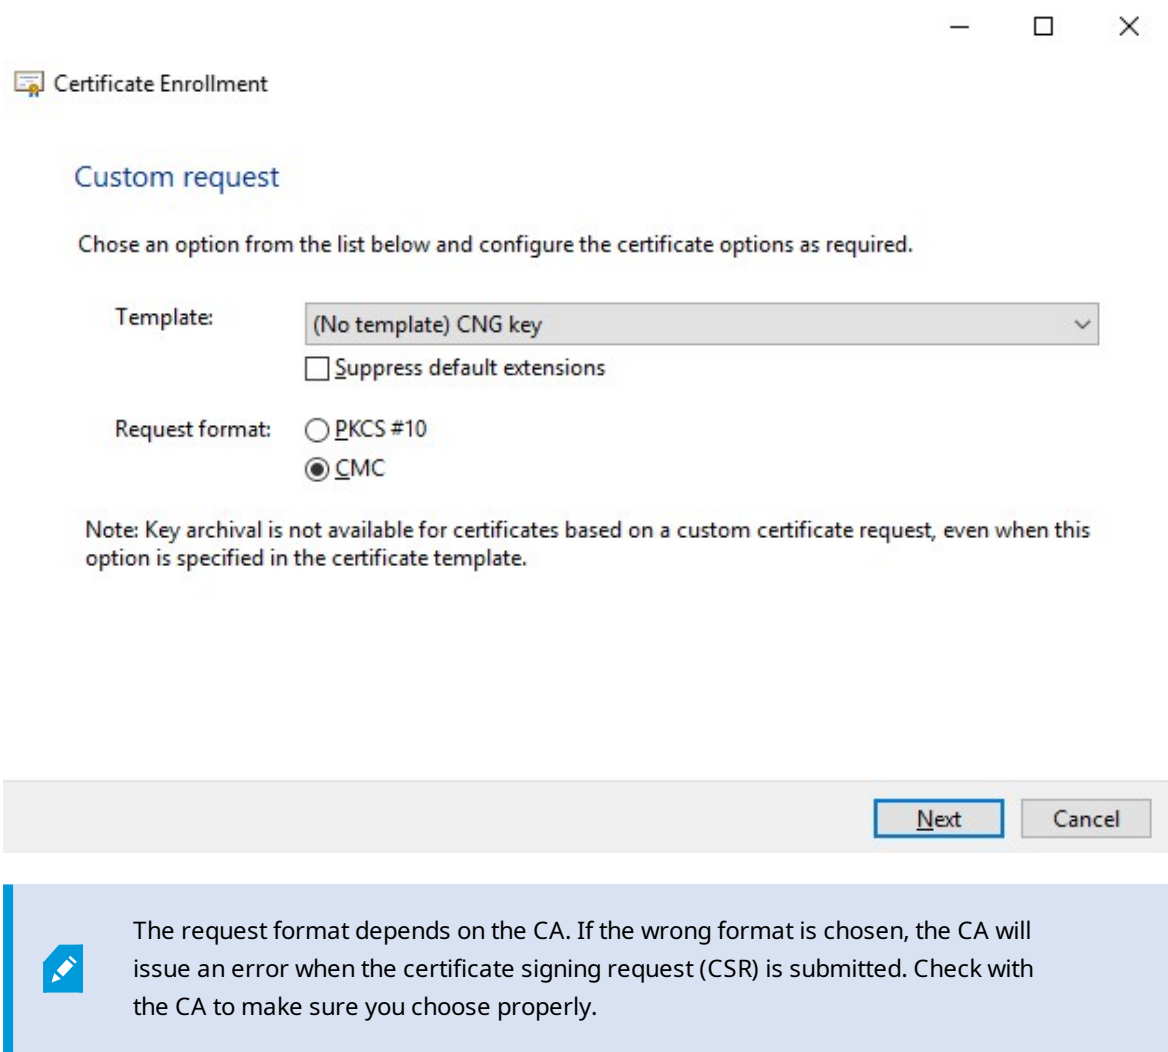 Certificate Enrollment
Custom request
Chose an option from the list below and configure the certificate options as required.
Template:
(No template) CNG key
Suppress default extensions
Request format:
PKCS #10
CMC
Note: Key archival is not available for certificates based on a custom certificate request, even when this
option is specified in the certificate template.
Next
Cancel
The request format depends on the CA. If the wrong format is chosen, the CA will
issue an error when the certificate signing request (CSR) is submitted. Check with
the CA to make sure you choose properly.